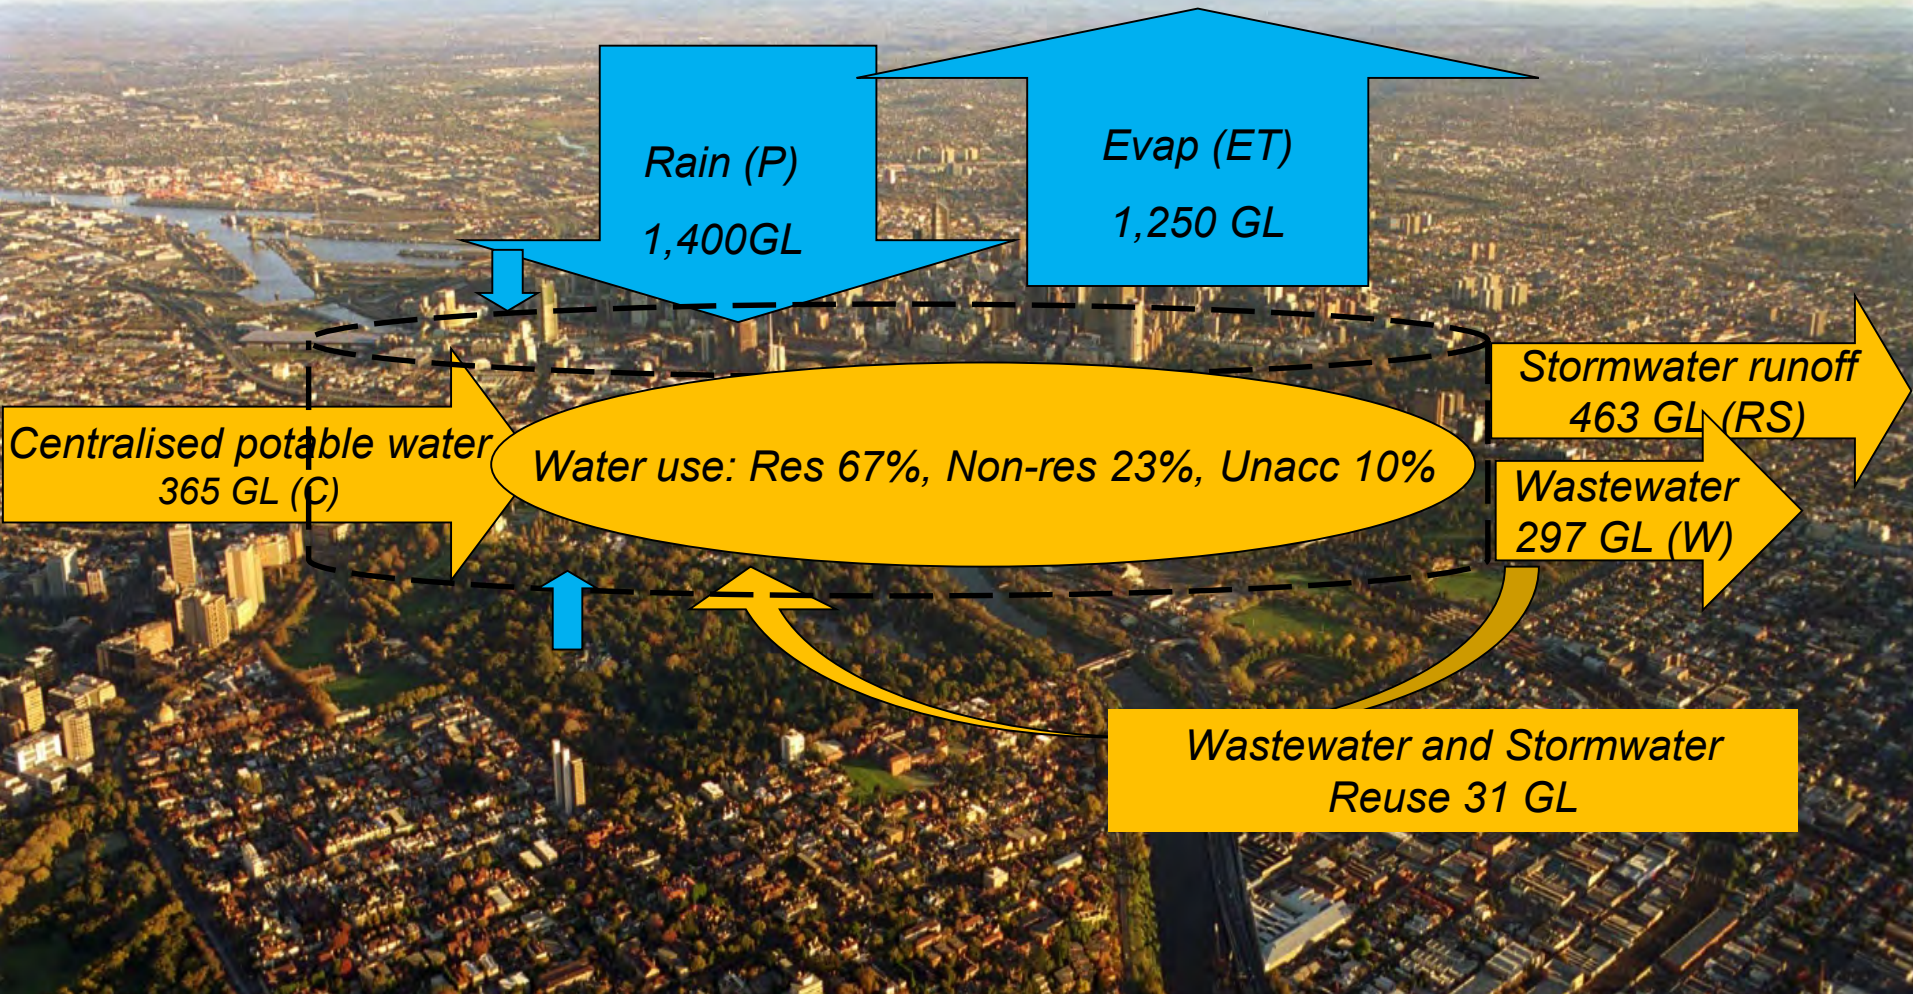 Rain (P)
1,400GL
Evap (ET)
1,250 GL
Centralised potable water
365 GL (C)
Water use: Res 67%, Non-res 23%, Unacc 10%
Stormwater runoff
463 GL (RS)
Wastewater
297 GL (W)
Wastewater and Stormwater
Reuse 31 GL